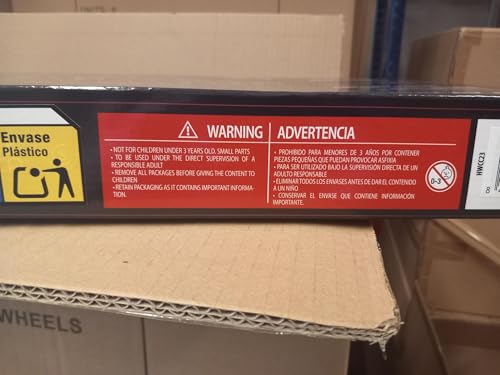 Envase
Plástico
WARNING
• NOT FOR CHILDREN UNDER 3 YEARS OLD. SMALL PARTS
• TO BE USED UNDER THE DIRECT SUPERVISION OF A
RESPONSIBLE ADULT
• REMOVE ALL PACKAGES BEFORE GIVING THE CONTENT TO
CHILDREN
• RETAIN PACKAGING AS IT CONTAINS IMPORTANT INFORMA-
TION.
ADVERTENCIA
• PROHIBIDO PARA MENORES DE 3 AÑOS POR CONTENER
PIEZAS PEQUEÑAS QUE PUEDAN PROVOCAR ASFIXIA
• PARA SER UTILIZADO BAJO LA SUPERVISIÓN DIRECTA DE UN
ADULTO RESPONSABLE
• ELIMINAR TODOS LOS ENVASES ANTES DE DAR EL CONTENIDO
A UN NIÑO
• CONSERVAR EL ENVASE QUE CONTIENE INFORMACIÓN
IMPORTANTE.
0-3
HWCC23
WHEELS